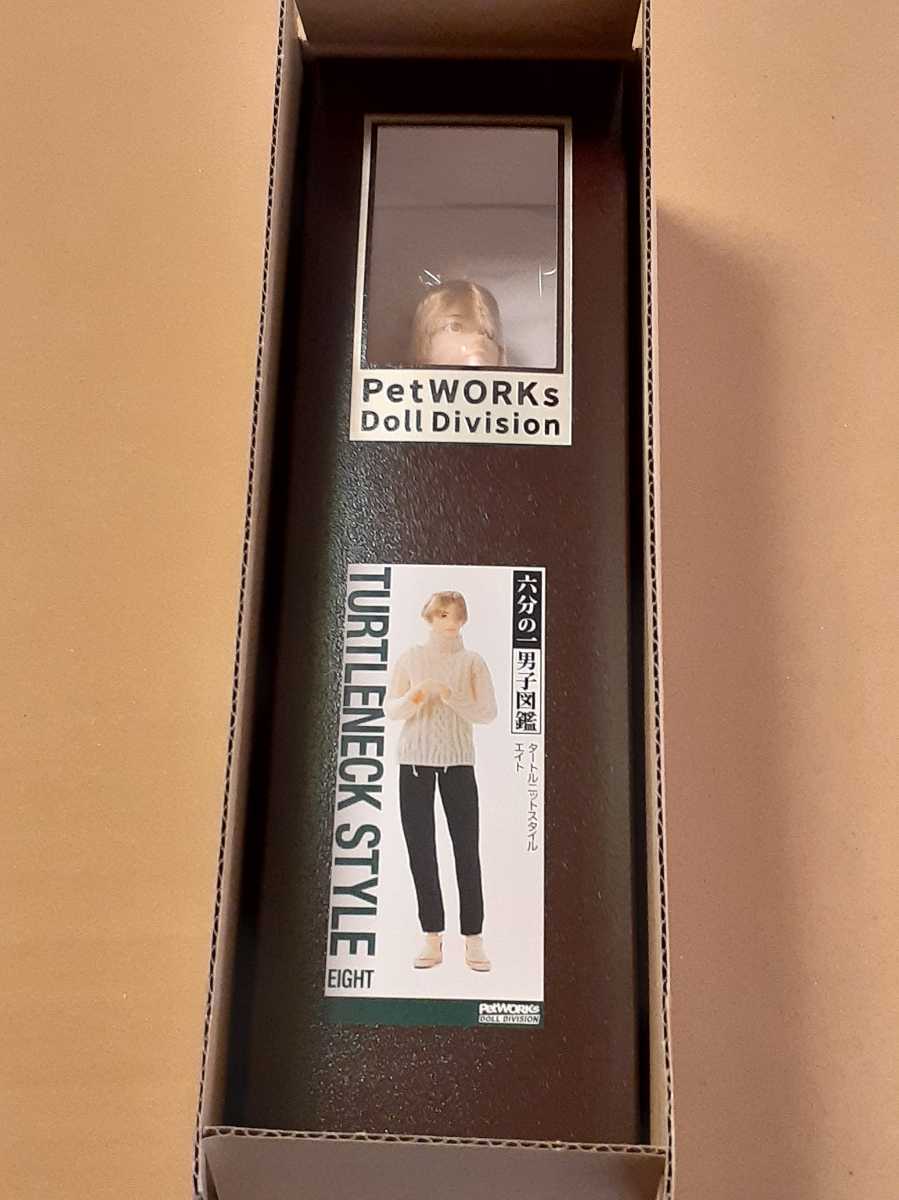 PetWORKs
Doll Division
TURTLENECK STYLE
EIGHT
六分の一男子図鑑
タートルニットスタイル
エイト
PetWORKs
DOLL DIVISION